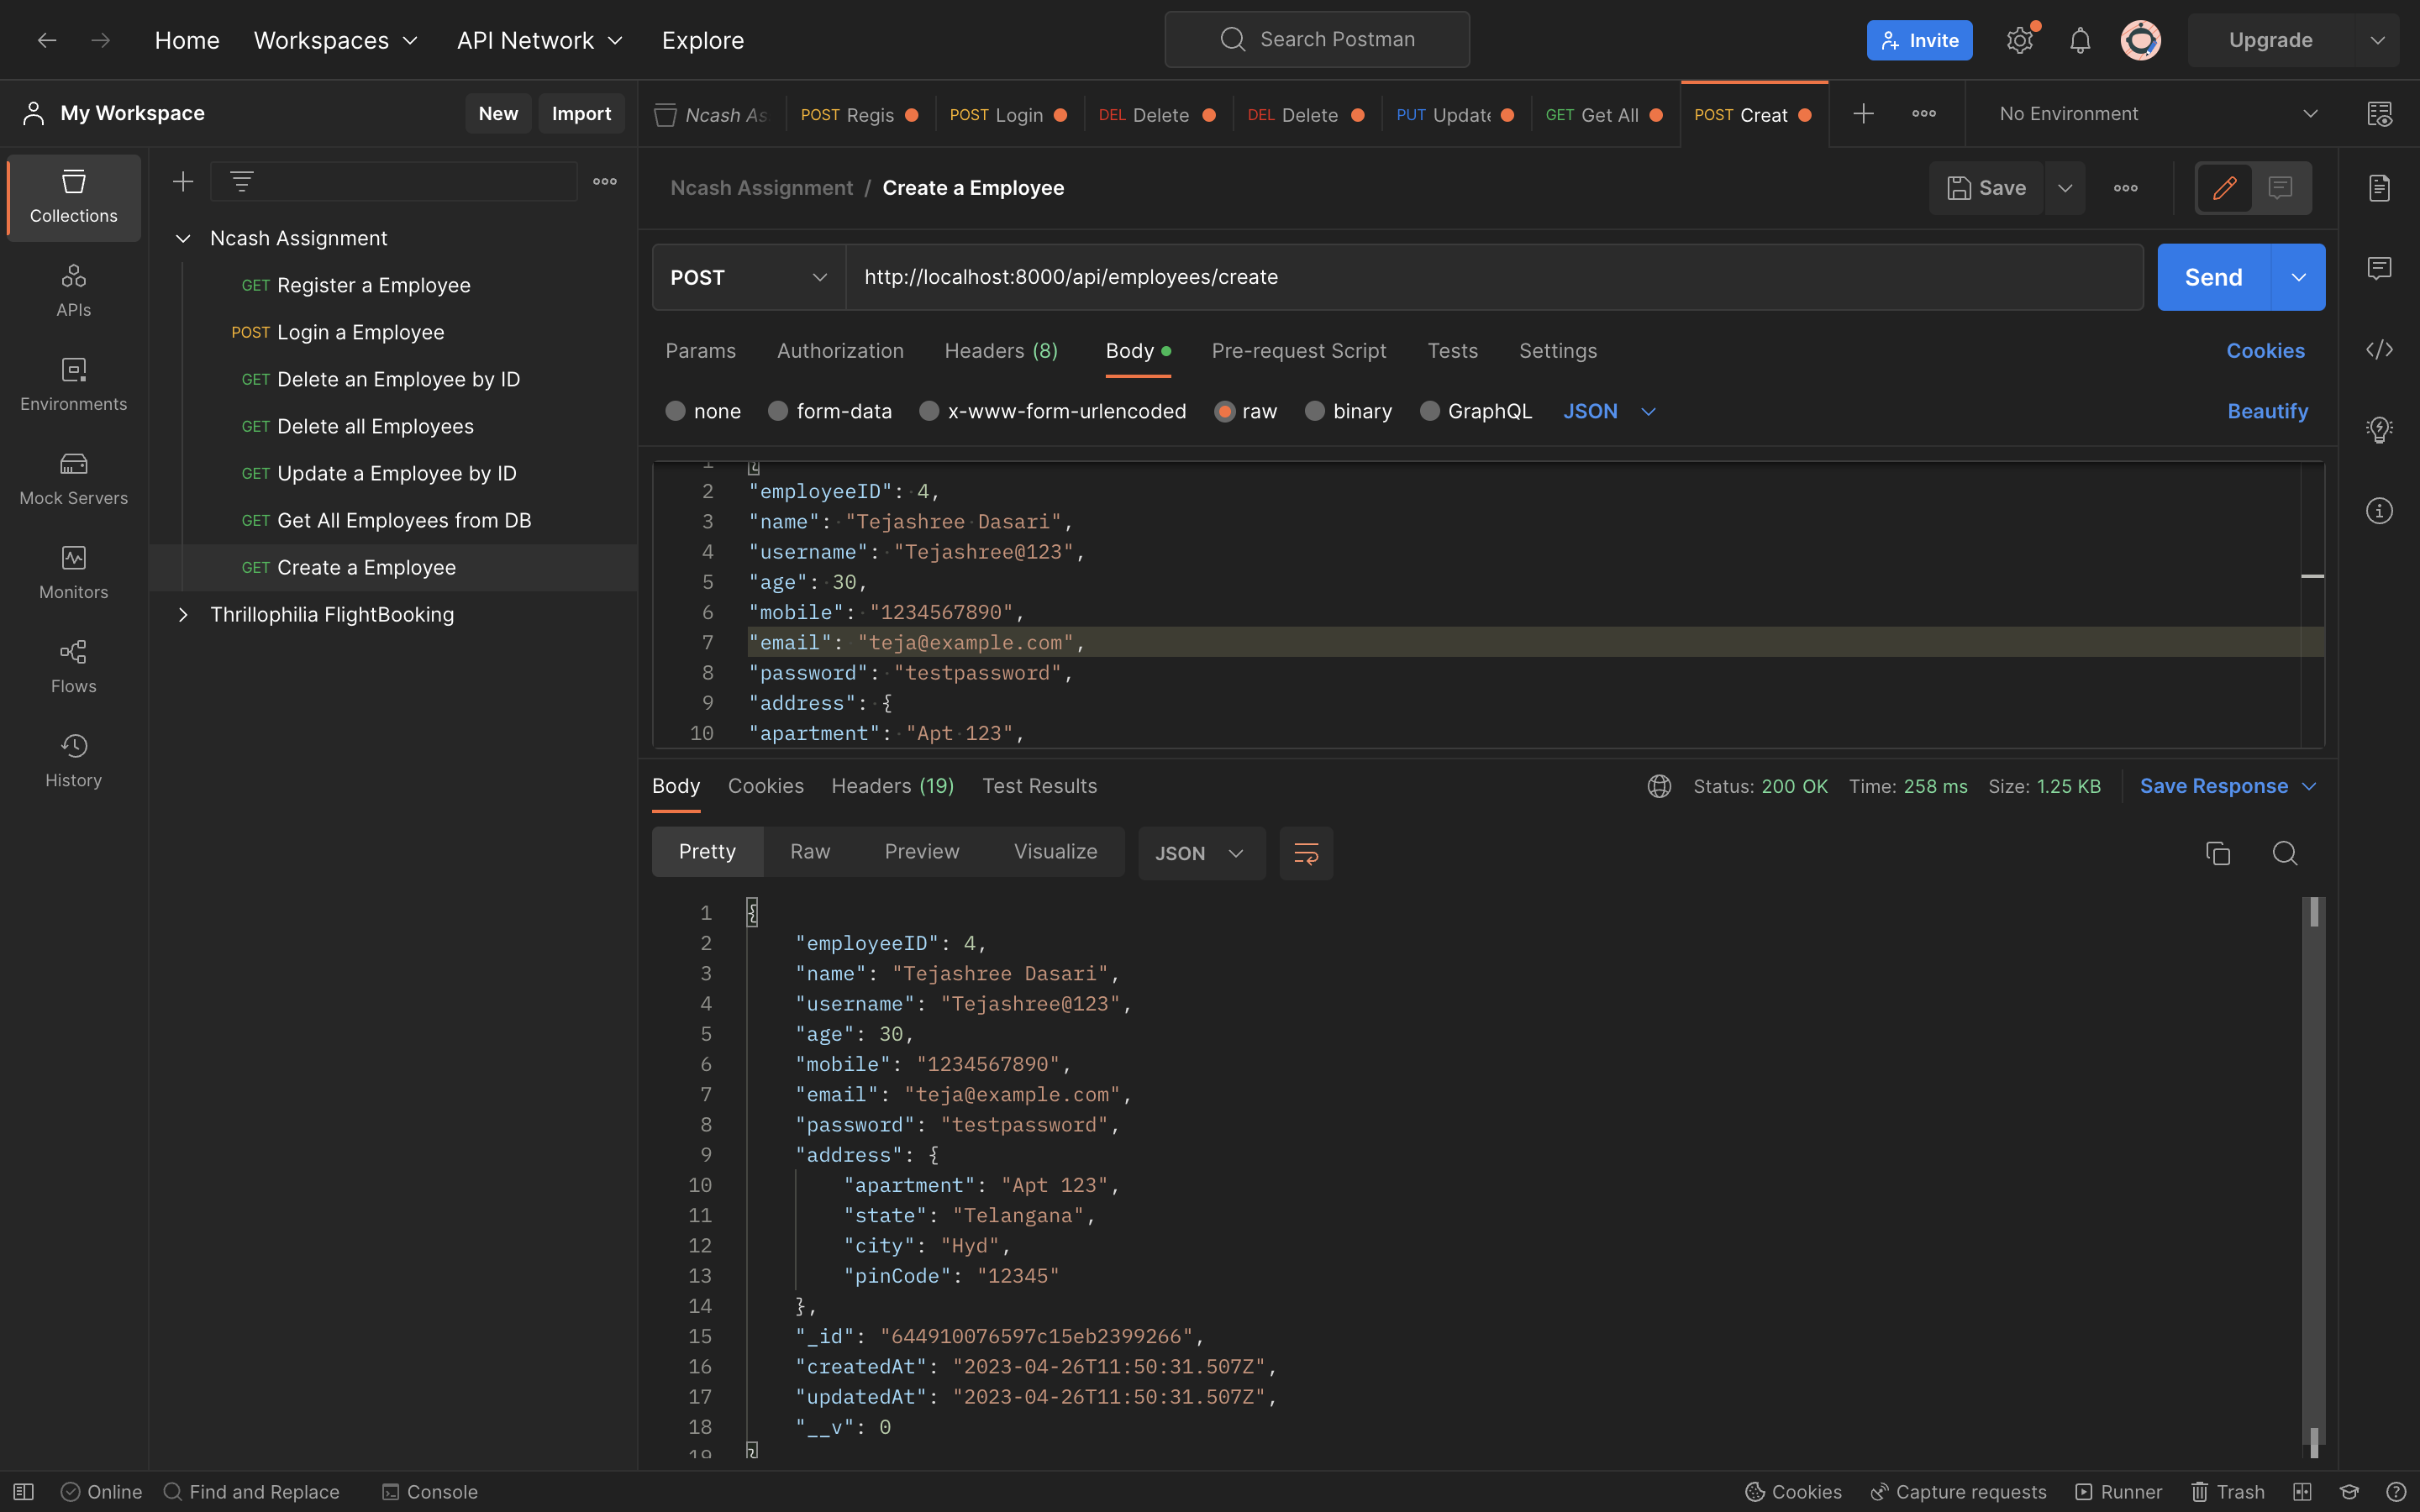 Home Workspaces API Network Explore Search Postman Invite Upgrade
My Workspace New Import
Ncash As POST Regis POST Login DEL Delete DEL Delete PUT Update GET Get All POST Creat No Environment
Collections
APIs
Environments
Mock Servers
Monitors
Flows
History
Ncash Assignment
GET Register a Employee
POST Login a Employee
GET Delete an Employee by ID
GET Delete all Employees
GET Update a Employee by ID
GET Get All Employees from DB
GET Create a Employee
Thrillophilia FlightBooking
Ncash Assignment / Create a Employee Save
POST http://localhost:8000/api/employees/create Send
Params Authorization Headers (8) Body Pre-request Script Tests Settings Cookies
none form-data x-www-form-urlencoded raw binary GraphQL JSON Beautify
1 {
2 "employeeID": 4,
3 "name": "Tejashree Dasari",
4 "username": "Tejashree@123",
5 "age": 30,
6 "mobile": "1234567890",
7 "email": "teja@example.com",
8 "password": "testpassword",
9 "address": {
10 "apartment": "Apt 123",
Body Cookies Headers (19) Test Results Status: 200 OK Time: 258 ms Size: 1.25 KB Save Response
Pretty Raw Preview Visualize JSON
1 {
2 "employeeID": 4,
3 "name": "Tejashree Dasari",
4 "username": "Tejashree@123",
5 "age": 30,
6 "mobile": "1234567890",
7 "email": "teja@example.com",
8 "password": "testpassword",
9 "address": {
10 "apartment": "Apt 123",
11 "state": "Telangana",
12 "city": "Hyd",
13 "pinCode": "12345"
14 },
15 "_id": "644910076597c15eb2399266",
16 "createdAt": "2023-04-26T11:50:31.507Z",
17 "updatedAt": "2023-04-26T11:50:31.507Z",
18 "__v": 0
19 }
Online Find and Replace Console Cookies Capture requests Runner Trash